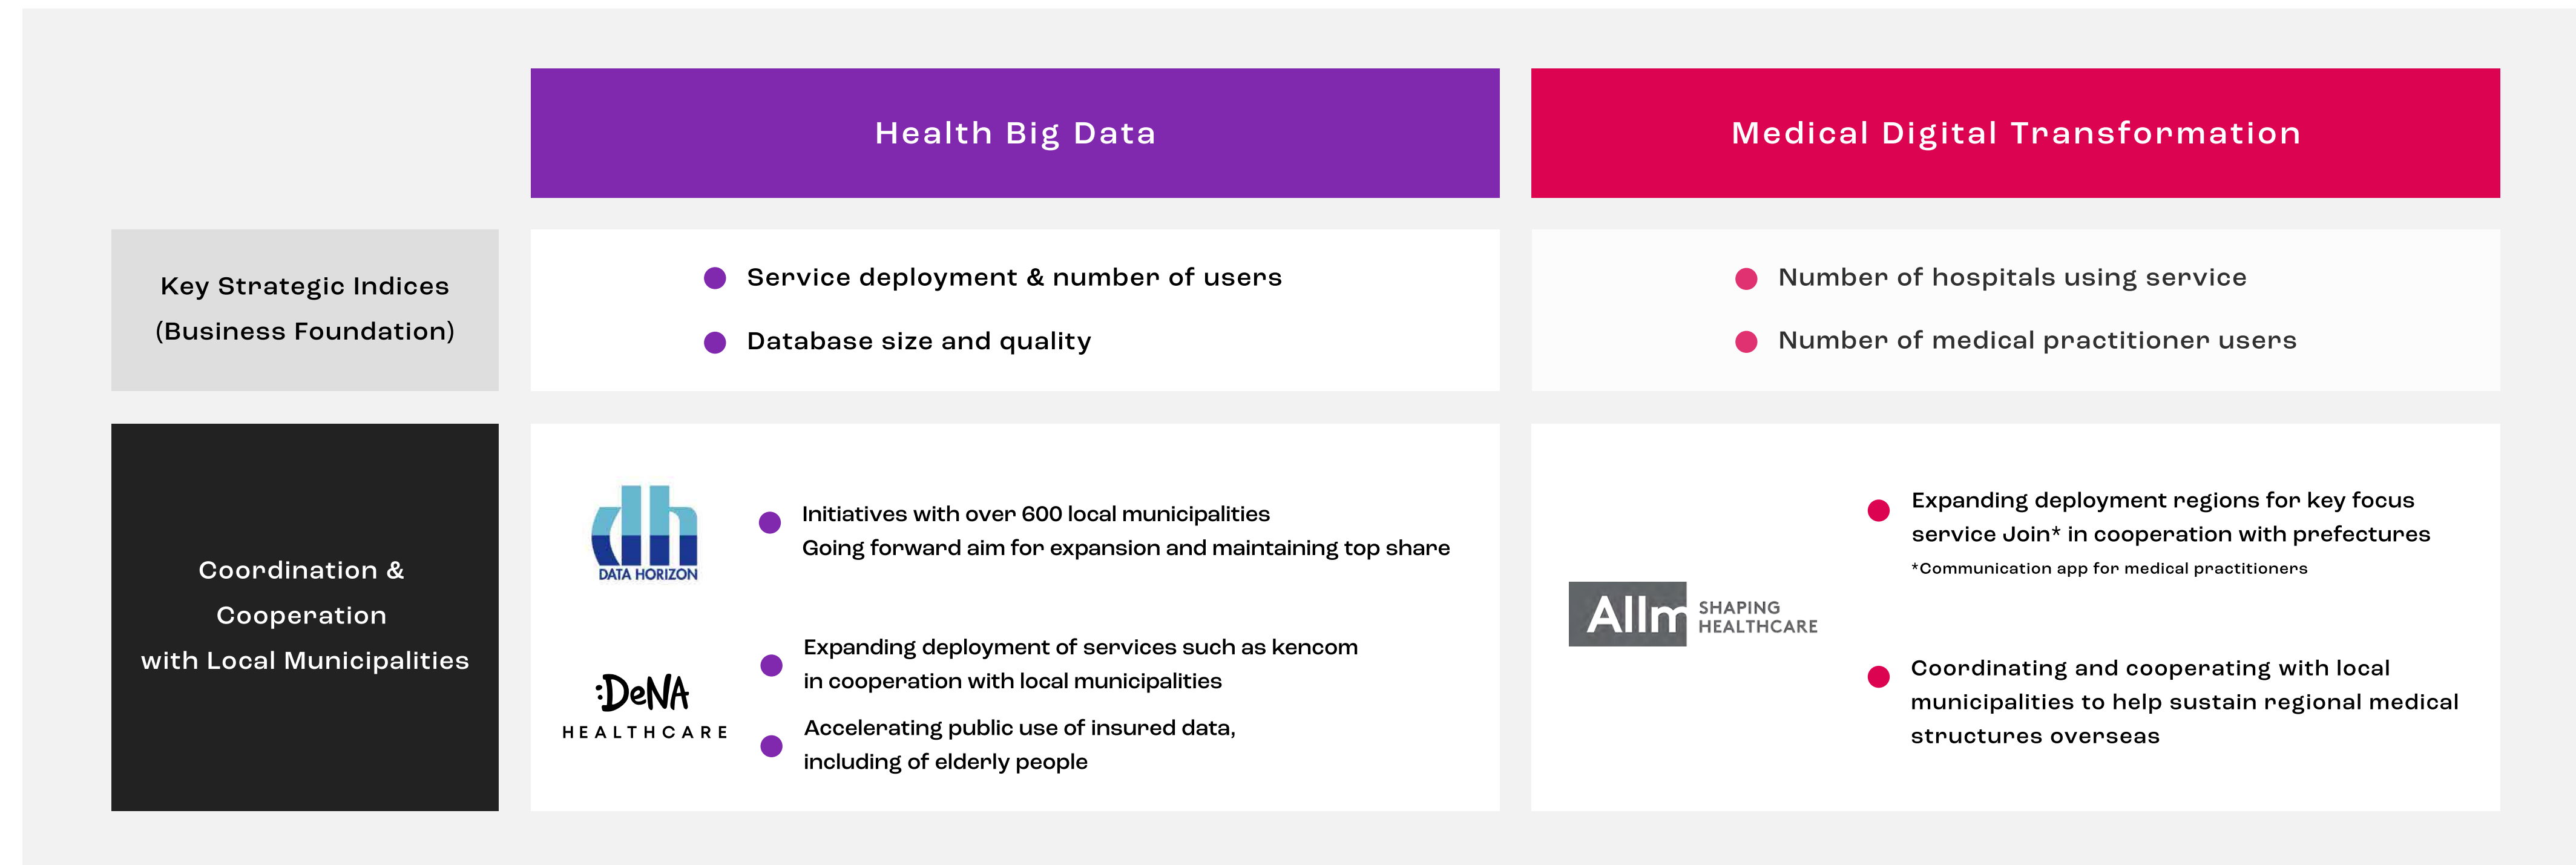 Health Big Data
Medical Digital Transformation
Key Strategic Indices
(Business Foundation)
Service deployment & number of users
Database size and quality
Number of hospitals using service
Number of medical practitioner users
Coordination &
Cooperation
with Local Municipalities
dh
DATA HORIZON
Initiatives with over 600 local municipalities
Going forward aim for expansion and maintaining top share
:DeNA
HEALTHCARE
Expanding deployment of services such as kencom
in cooperation with local municipalities
Accelerating public use of insured data,
including of elderly people
Allm
SHAPING
HEALTHCARE
Expanding deployment regions for key focus
service Join* in cooperation with prefectures
*Communication app for medical practitioners
Coordinating and cooperating with local
municipalities to help sustain regional medical
structures overseas